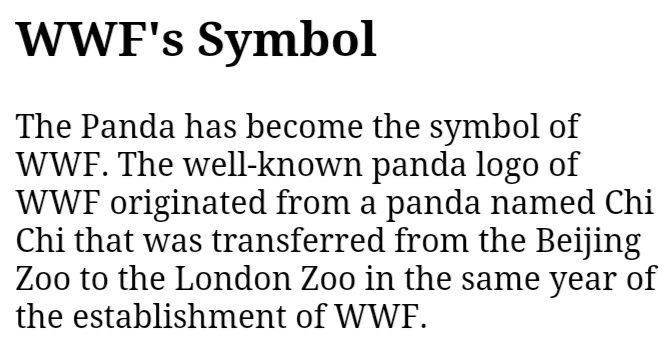 WWF's Symbol
The Panda has become the symbol of
WWF. The well-known panda logo of
WWF originated from a panda named Chi
Chi that was transferred from the Beijing
Zoo to the London Zoo in the same year of
the establishment of WWF.